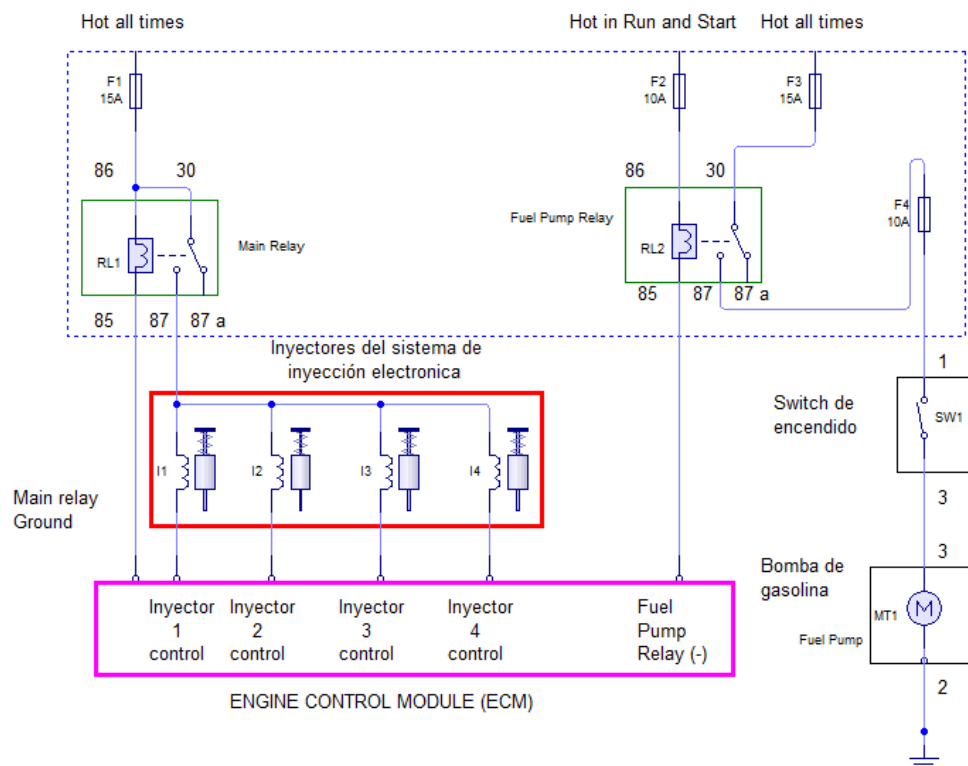 Hot all times
Hot in Run and Start
Hot all times
F1
15A
F2
10A
F3
15A
86
30
86
30
F4
10A
Fuel Pump Relay
Main Relay
RL1
RL2
85
87
87 a
85
87
87 a
Inyectores del sistema de
inyección electronica
1
Switch de
encendido
SW1
I1
I2
I3
I4
3
Main relay
Ground
3
Bomba de
gasolina
MT1
Fuel Pump
2
Inyector
1
control
Inyector
2
control
Inyector
3
control
Inyector
4
control
Fuel
Pump
Relay (-)
M
ENGINE CONTROL MODULE (ECM)